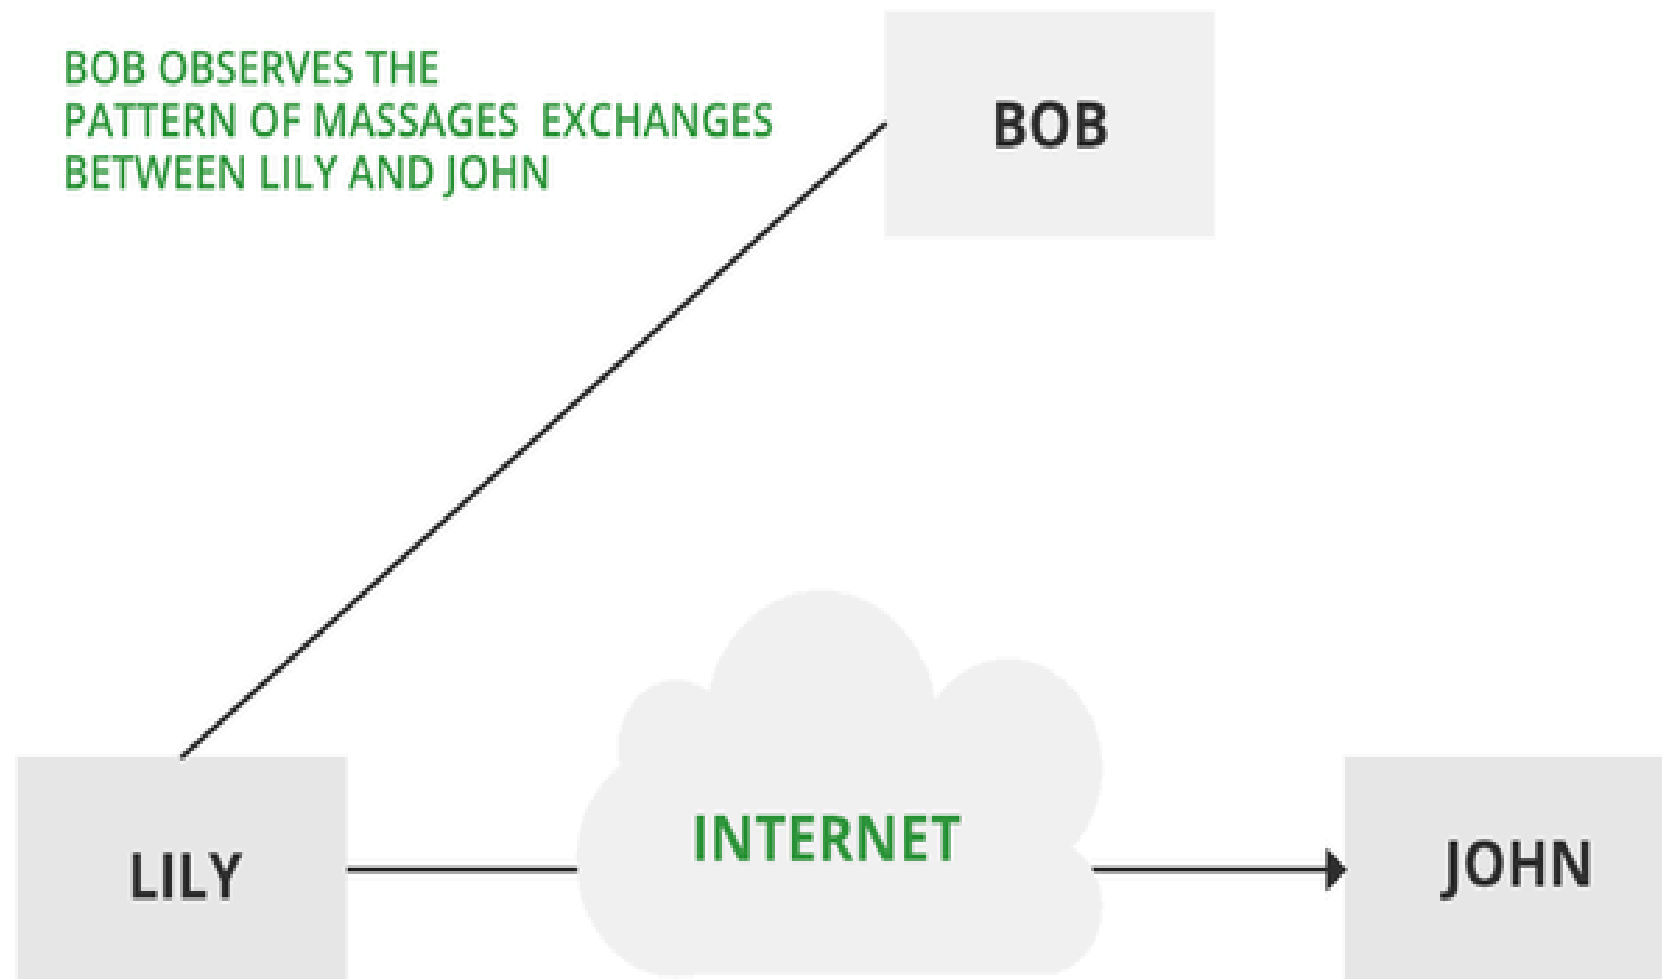 BOB OBSERVES THE
PATTERN OF MASSAGES EXCHANGES
BETWEEN LILY AND JOHN
BOB
INTERNET
LILY
JOHN